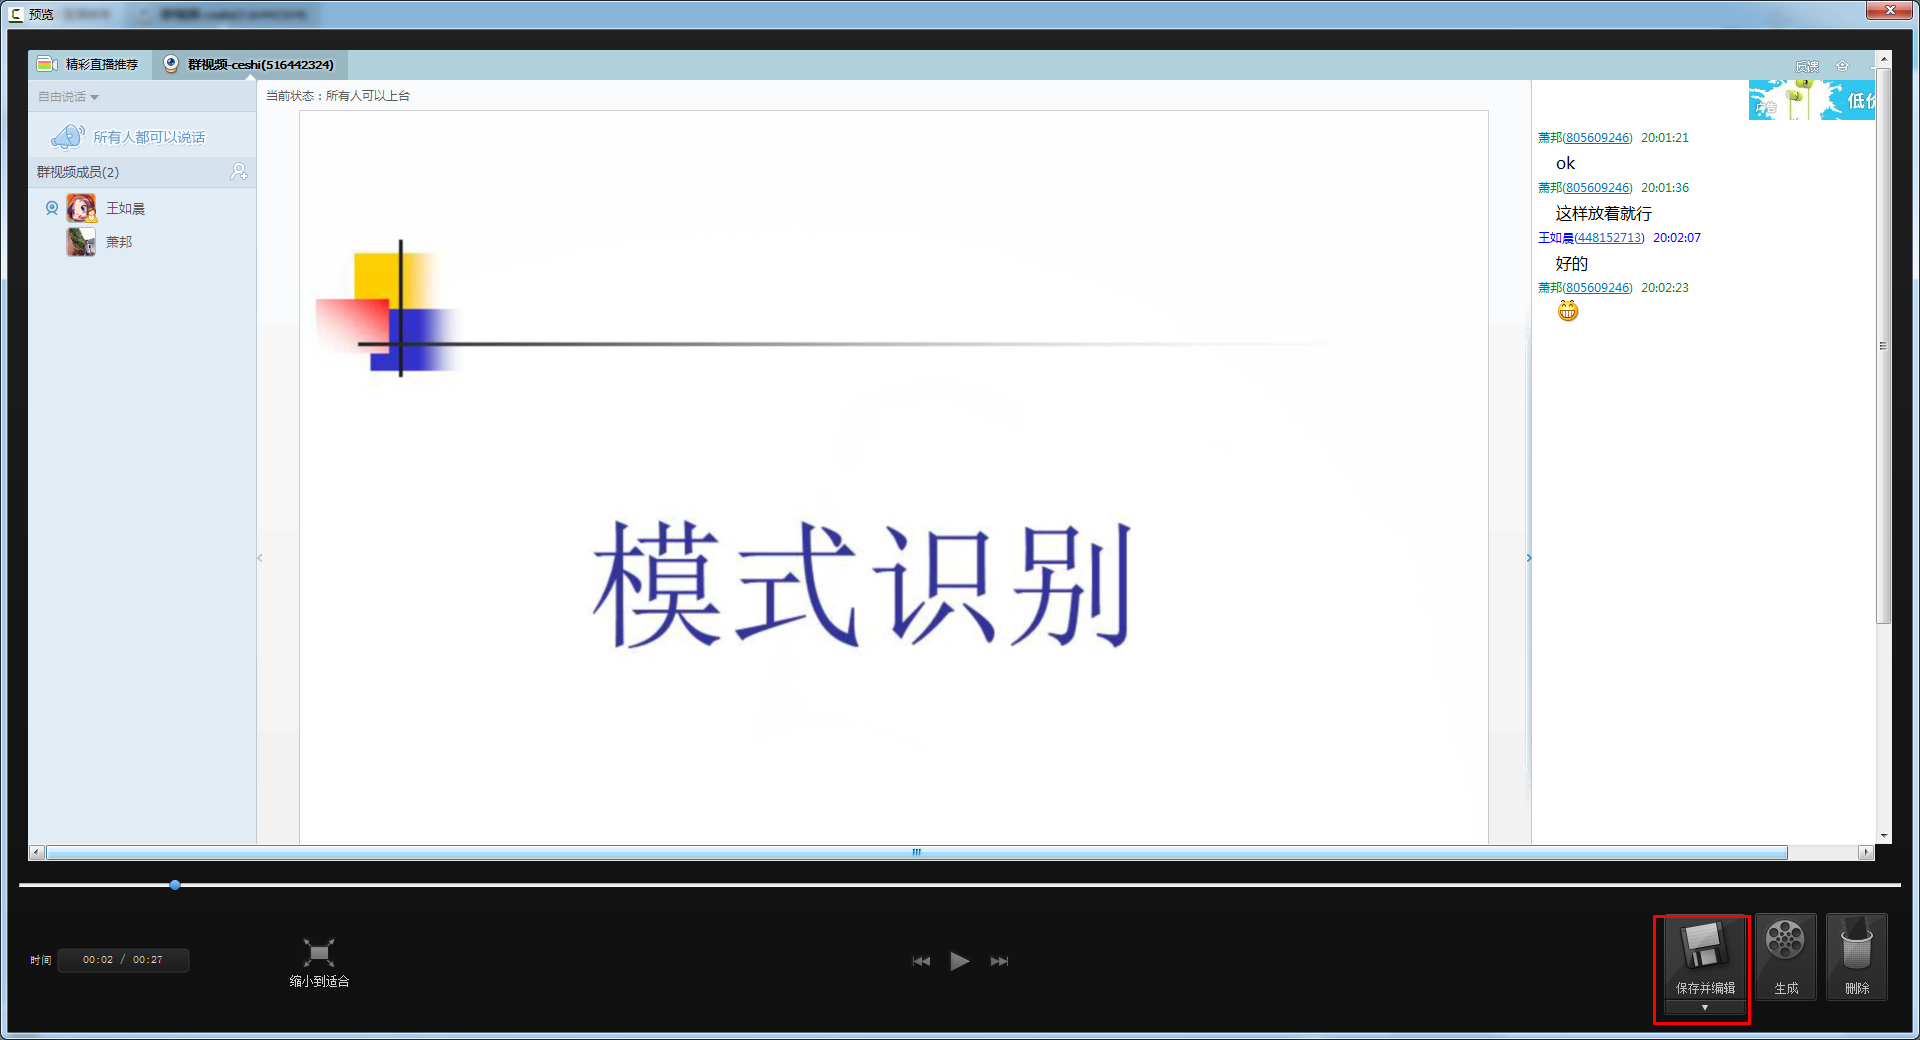 预览
精彩直播推荐
群视频-ceshi(516442324)
反馈
自由说话
当前状态：所有人可以上台
广告
低价
所有人都可以说话
群视频成员(2)
王如晨
萧邦
萧邦(805609246) 20:01:21
ok
萧邦(805609246) 20:01:36
这样放着就行
王如晨(448152713) 20:02:07
好的
萧邦(805609246) 20:02:23
模式识别
时间
00:02 / 00:27
缩小到适合
保存并编辑
生成
删除